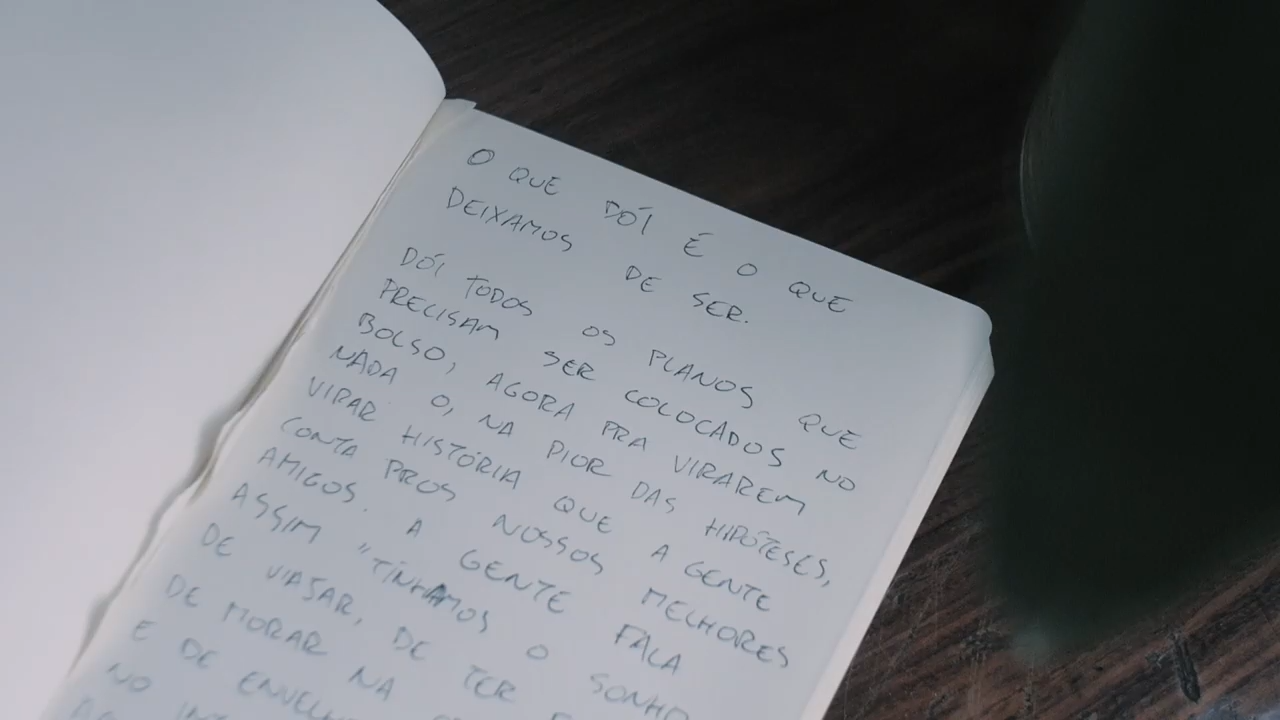 O QUE DÓI É O QUE
DEIXAMOS DE SER.
DÓI TODOS OS PLANOS QUE
PRECISAM SER COLOCADOS NO
BOLSO, AGORA PRA VIRAREM
NADA O, NA PIOR DAS HIPÓTESES,
VIRAR HISTÓRIA QUE A GENTE
CONTA PROS NOSSOS MELHORES
AMIGOS. A GENTE FALA
ASSIM "TÍNHAMOS O SONHO
DE VIAJAR, DE TER
DE MORAR NA
E DE
NO